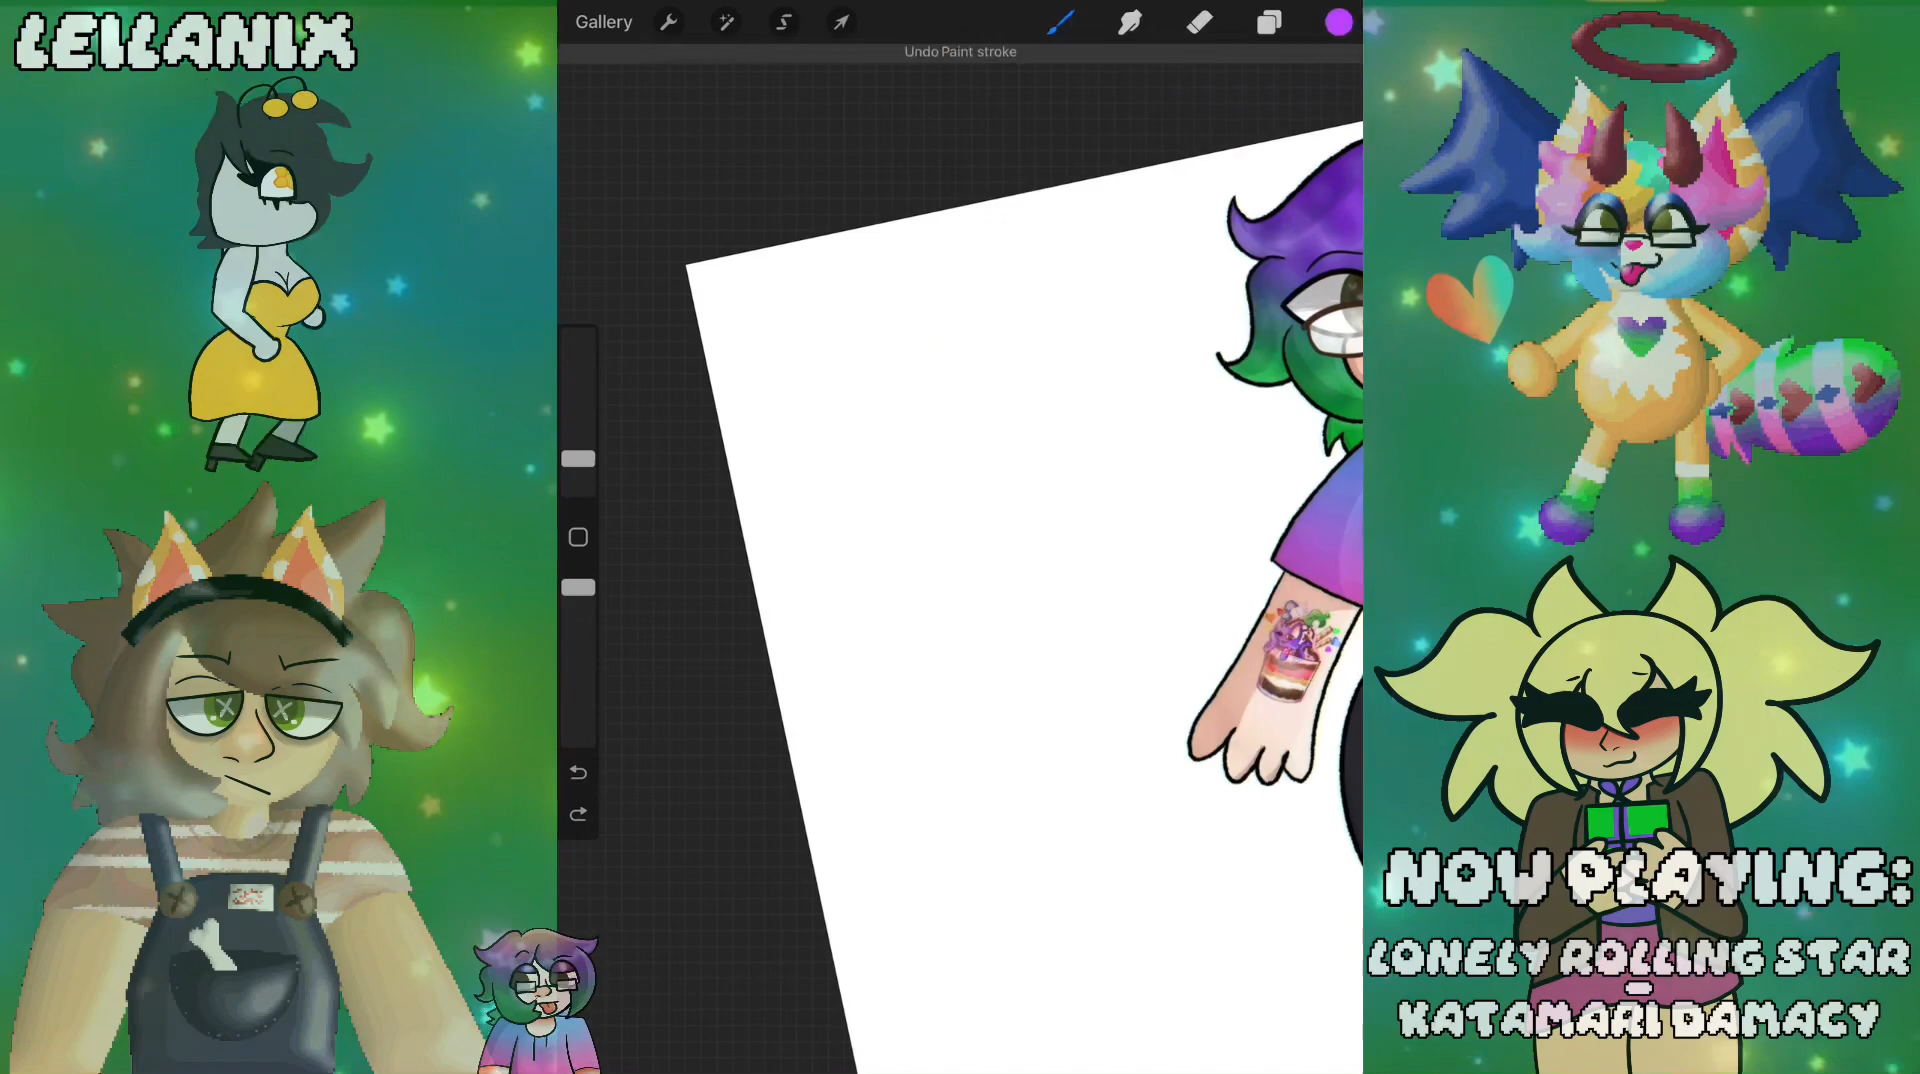 LEILANIX
Gallery
Undo Paint stroke
NOW PLAYING:
LONELY ROLLING STAR
-
KATAMARI DAMACY